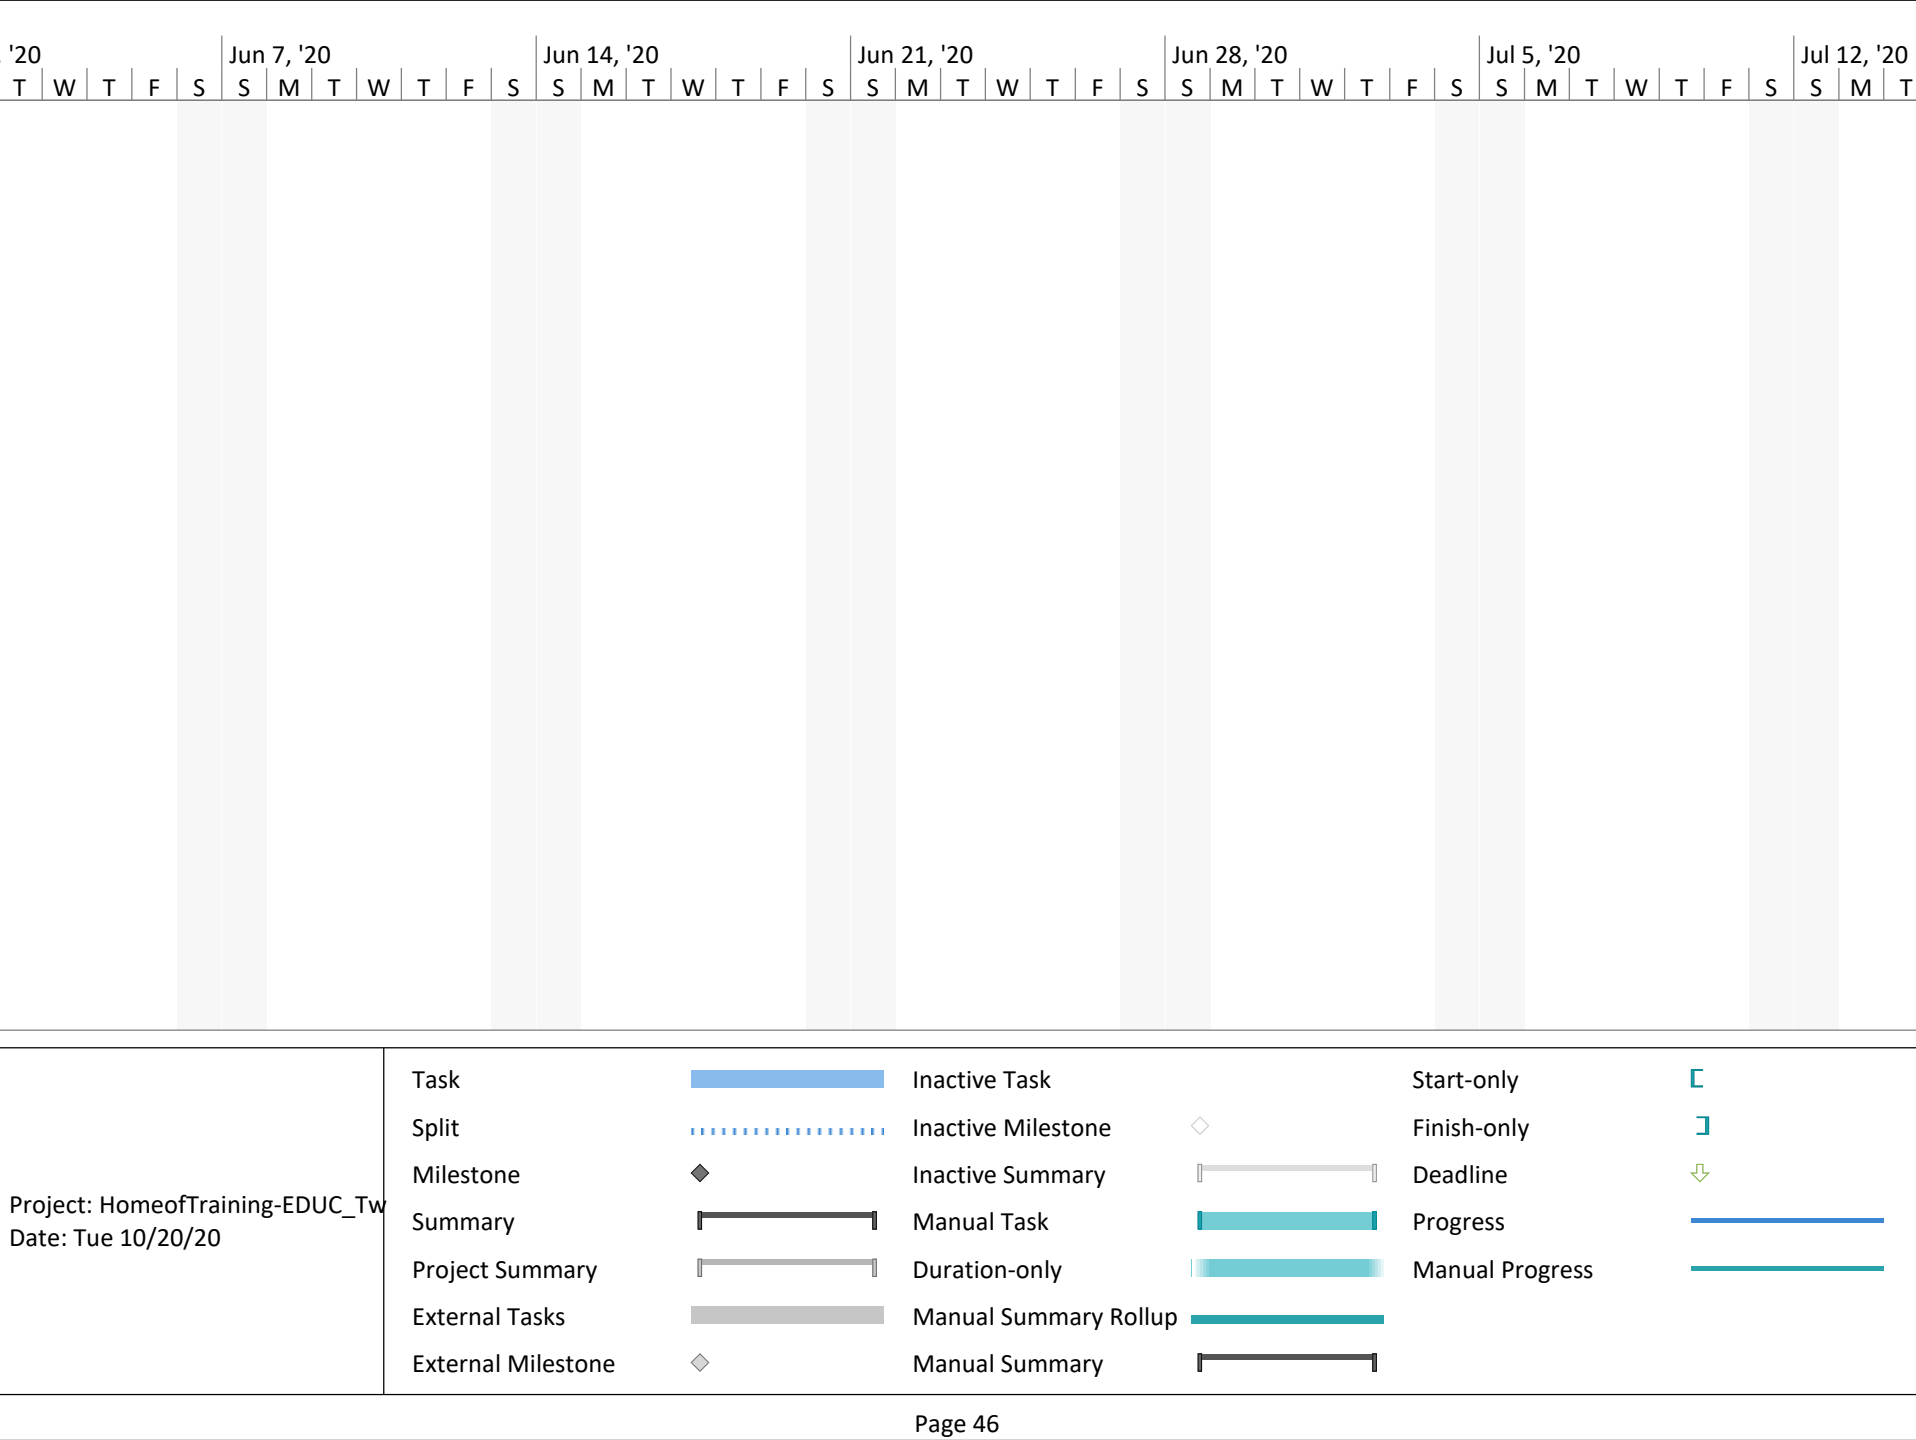 '20 Jun 7, '20 Jun 14, '20 Jun 21, '20 Jun 28, '20 Jul 5, '20 Jul 12, '20
T W T F S S M T W T F S S M T W T F S S M T W T F S S M T W T F S S M T W T F S S M T
Project: HomeofTraining-EDUC_Tw
Date: Tue 10/20/20
Task
Split
Milestone
Summary
Project Summary
External Tasks
External Milestone
Inactive Task
Inactive Milestone
Inactive Summary
Manual Task
Duration-only
Manual Summary Rollup
Manual Summary
Start-only
Finish-only
Deadline
Progress
Manual Progress
Page 46